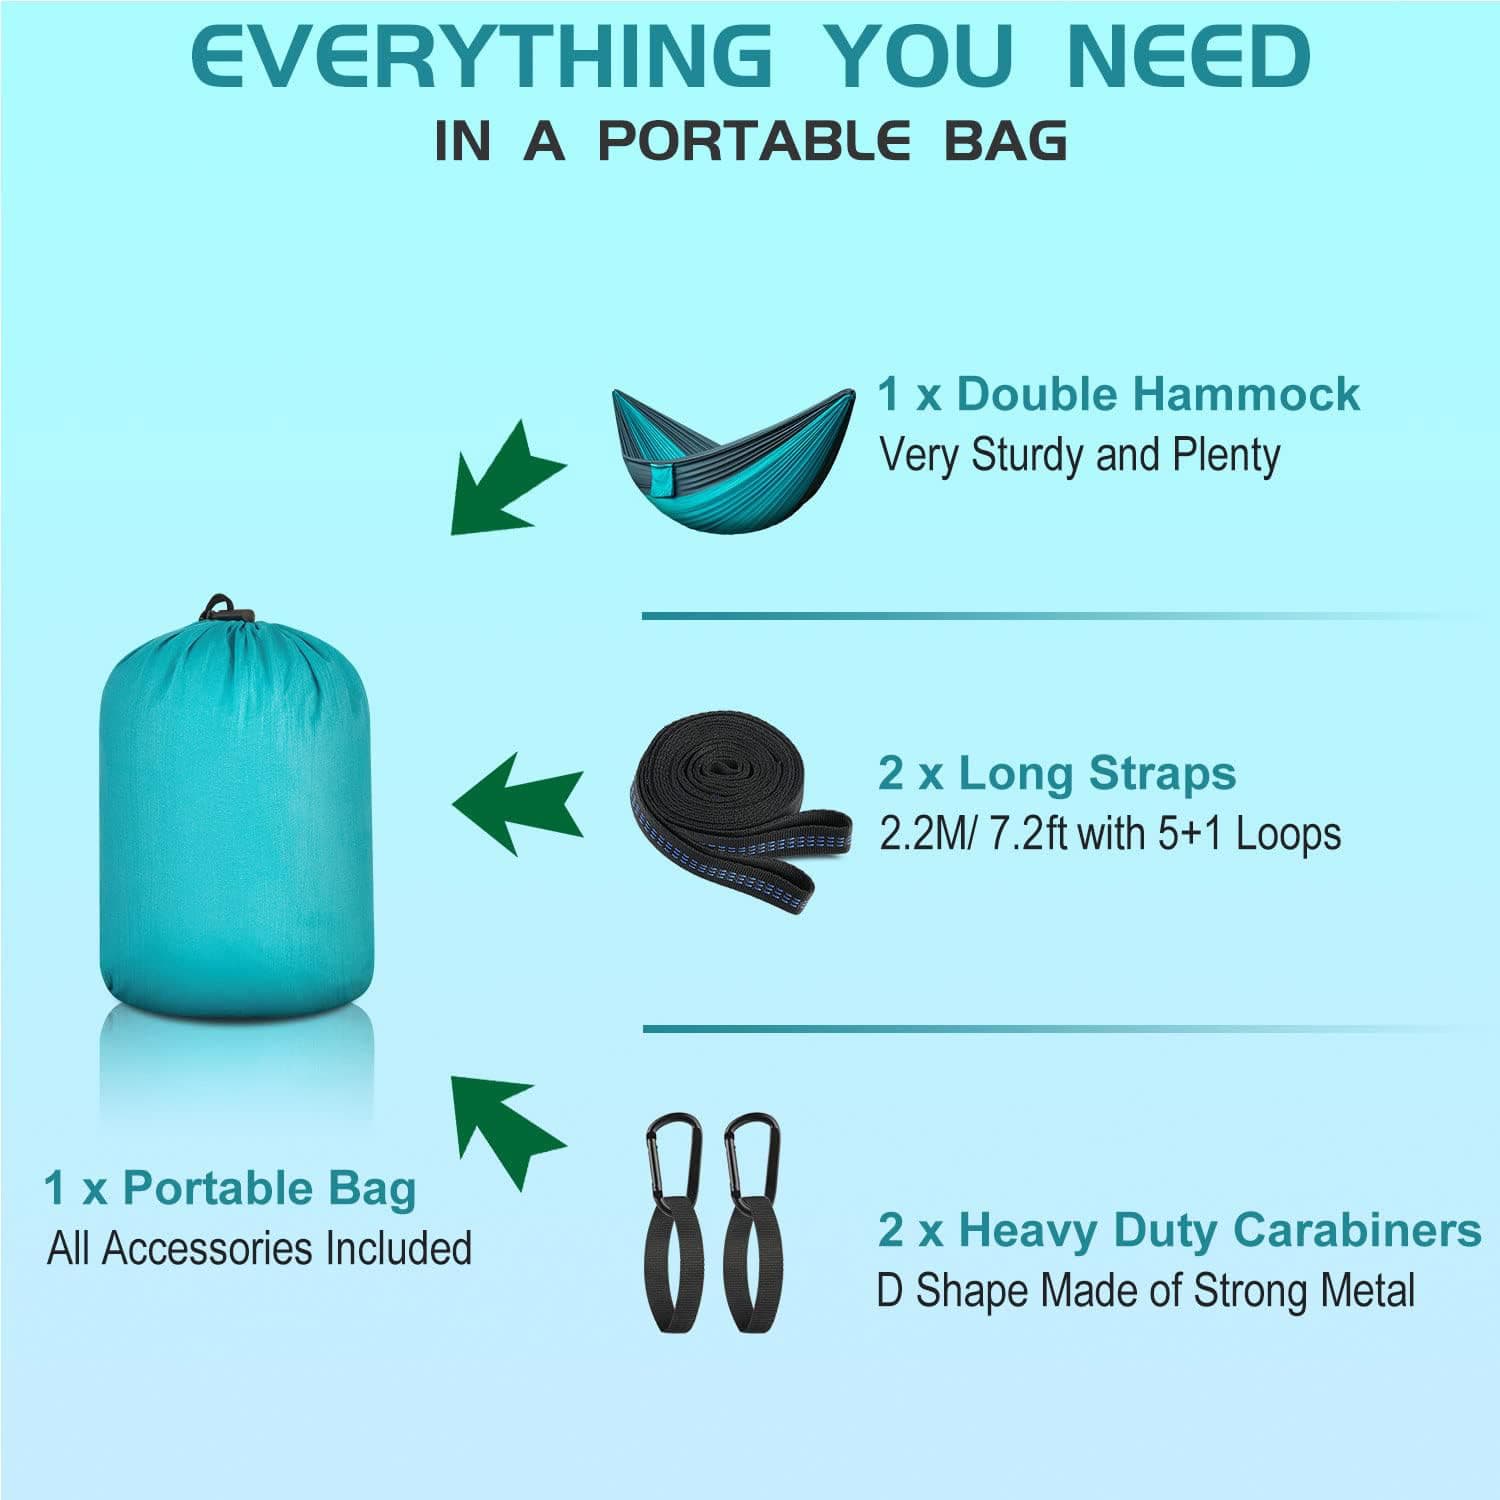 EVERYTHING YOU NEED
IN A PORTABLE BAG
1 x Double Hammock
Very Sturdy and Plenty
2 x Long Straps
2.2M/ 7.2ft with 5+1 Loops
1 x Portable Bag
All Accessories Included
2 x Heavy Duty Carabiners
D Shape Made of Strong Metal